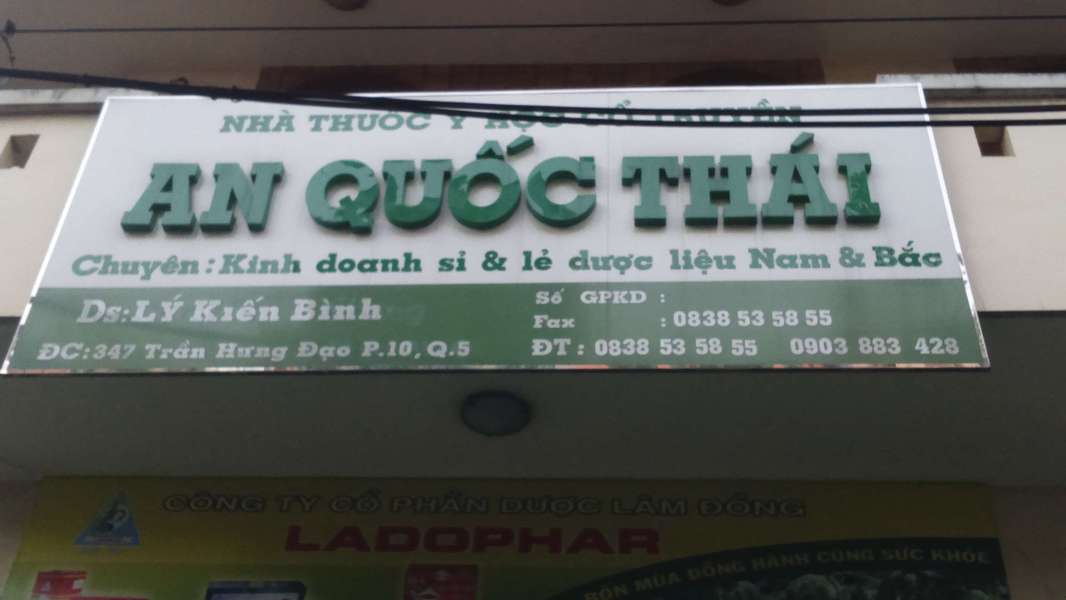 NHÀ THUỐC Y HỌC CỔ TRUYỀN
AN QUỐC THÁI
Chuyên: Kinh doanh sỉ & lẻ dược liệu Nam & Bắc
Ds: LÝ Kiến Bình
Số GPKD :
Fax : 0838 53 58 55
ĐC: 347 Trần Hưng Đạo P.10, Q.5
ĐT : 0838 53 58 55 0903 883 428
CÔNG TY CỔ PHẦN DƯỢC LÂM ĐỒNG
LADOPHAR
BỐN MÙA ĐỒNG HÀNH CÙNG SỨC KHỎE